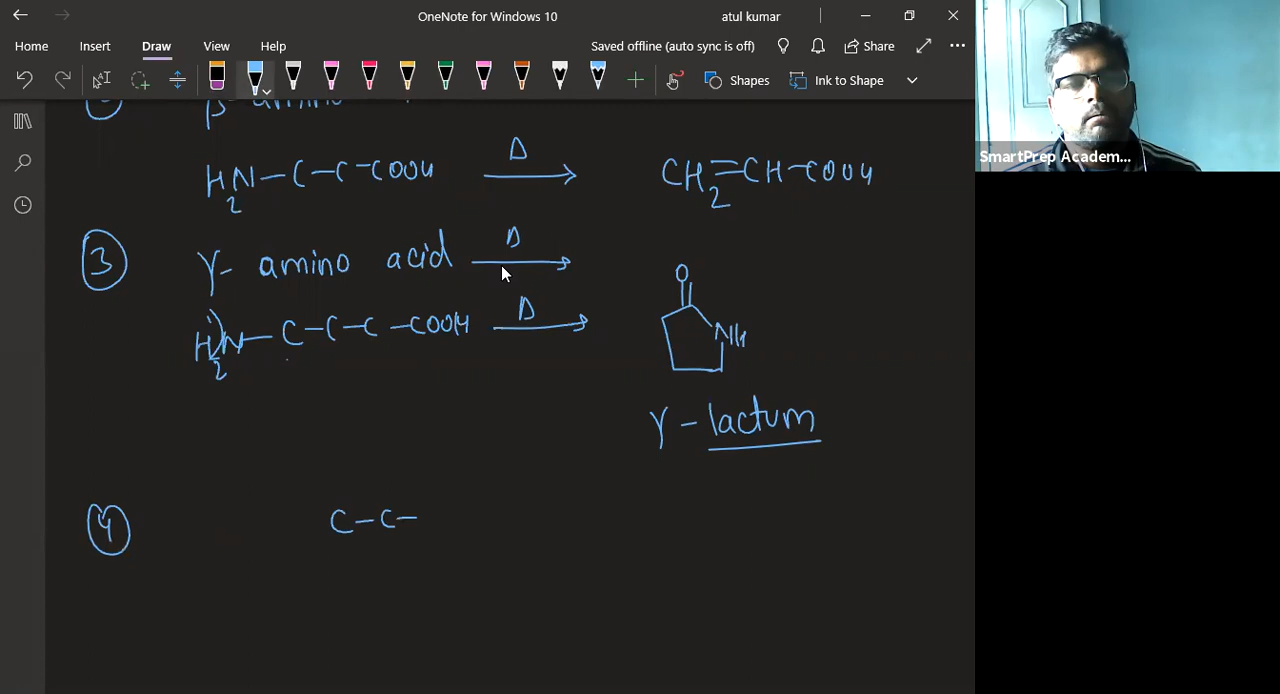 OneNote for Windows 10
atul kumar
Home Insert Draw View Help
Saved offline (auto sync is off)
Share
Shapes
Ink to Shape
SmartPrep Academ...
β-amino
H2N-C-C-COOH Δ CH2=CH-COOH
3 γ- amino acid Δ
H2N-C-C-C-COOH Δ
O
NH
γ-lactum
4 C-C-